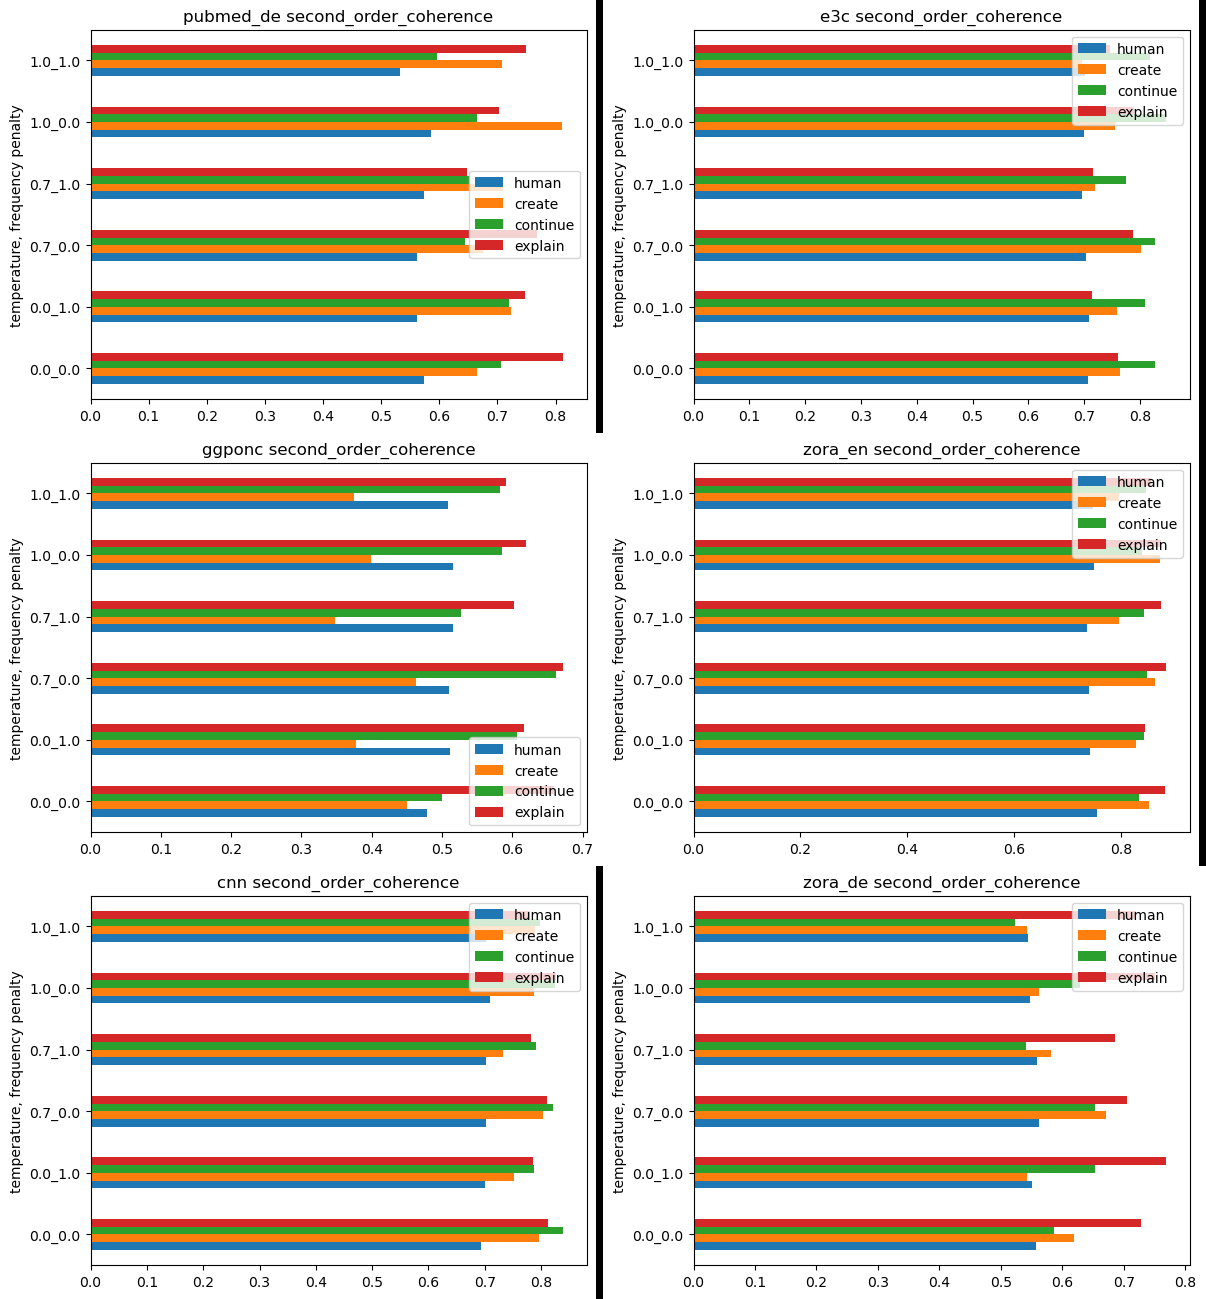 pubmed_de second_order_coherence
temperature, frequency penalty
1.0_1.0
1.0_0.0
0.7_1.0
0.7_0.0
0.0_1.0
0.0_0.0
human
create
continue
explain
0.0 0.1 0.2 0.3 0.4 0.5 0.6 0.7 0.8
e3c second_order_coherence
temperature, frequency penalty
1.0_1.0
1.0_0.0
0.7_1.0
0.7_0.0
0.0_1.0
0.0_0.0
human
create
continue
explain
0.0 0.1 0.2 0.3 0.4 0.5 0.6 0.7 0.8
ggponc second_order_coherence
temperature, frequency penalty
1.0_1.0
1.0_0.0
0.7_1.0
0.7_0.0
0.0_1.0
0.0_0.0
human
create
continue
explain
0.0 0.1 0.2 0.3 0.4 0.5 0.6 0.7
zora_en second_order_coherence
temperature, frequency penalty
1.0_1.0
1.0_0.0
0.7_1.0
0.7_0.0
0.0_1.0
0.0_0.0
human
create
continue
explain
0.0 0.2 0.4 0.6 0.8
cnn second_order_coherence
temperature, frequency penalty
1.0_1.0
1.0_0.0
0.7_1.0
0.7_0.0
0.0_1.0
0.0_0.0
human
create
continue
explain
0.0 0.1 0.2 0.3 0.4 0.5 0.6 0.7 0.8
zora_de second_order_coherence
temperature, frequency penalty
1.0_1.0
1.0_0.0
0.7_1.0
0.7_0.0
0.0_1.0
0.0_0.0
human
create
continue
explain
0.0 0.1 0.2 0.3 0.4 0.5 0.6 0.7 0.8